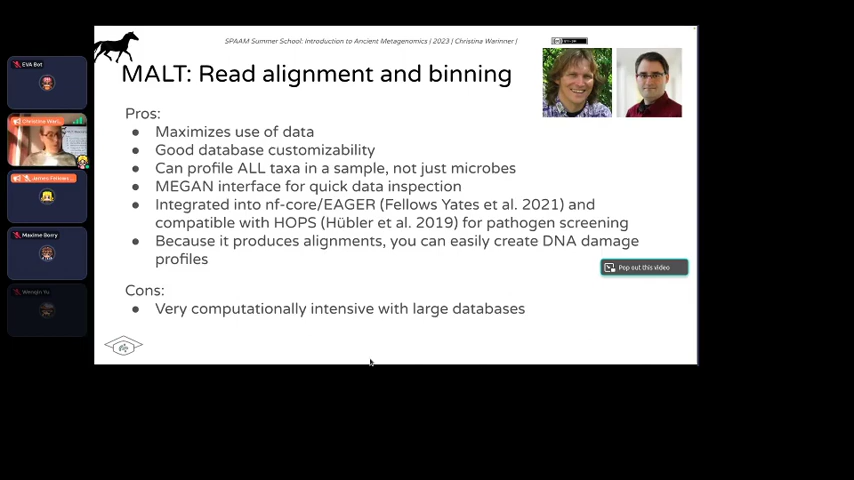 SPAAM Summer School: Introduction to Ancient Metagenomics | 2023 | Christina Warinner |
MALT: Read alignment and binning
Pros:
● Maximizes use of data
● Good database customizability
● Can profile ALL taxa in a sample, not just microbes
● MEGAN interface for quick data inspection
● Integrated into nf-core/EAGER (Fellows Yates et al. 2021) and
compatible with HOPS (Hübler et al. 2019) for pathogen screening
● Because it produces alignments, you can easily create DNA damage
profiles
Cons:
● Very computationally intensive with large databases
Pop out this video
EVA Bot
Christina War...
James Fellows...
Maxime Borry
Wenqin Yu